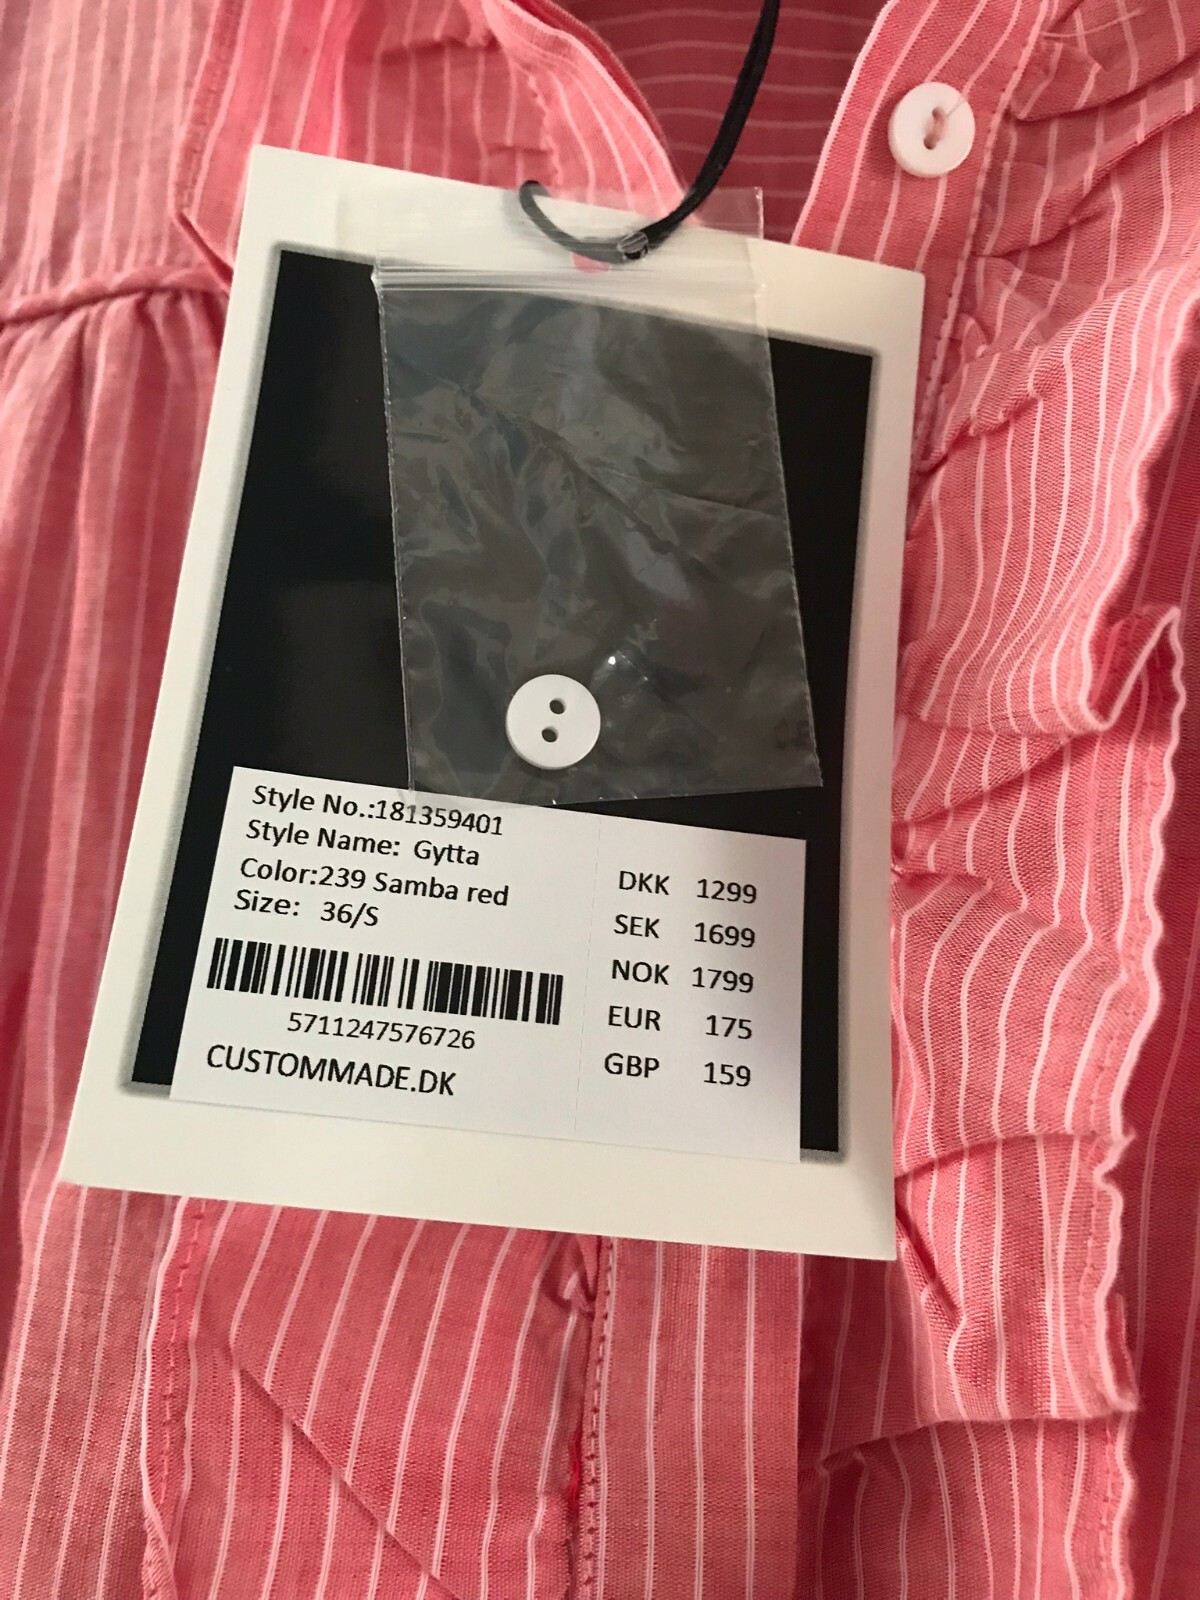 Style No.:181359401
Style Name: Gytta
Color:239 Samba red
Size: 36/S
5711247576726
CUSTOMMADE.DK
DKK 1299
SEK 1699
NOK 1799
EUR 175
GBP 159